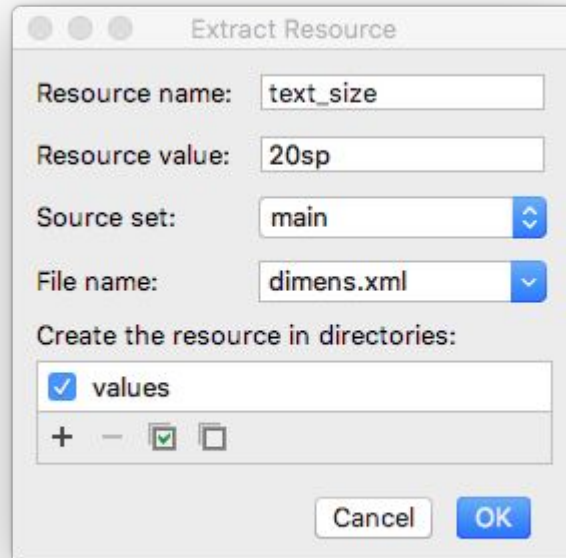 Extract Resource
Resource name: text_size
Resource value: 20sp
Source set: main
File name: dimens.xml
Create the resource in directories:
values
Cancel OK